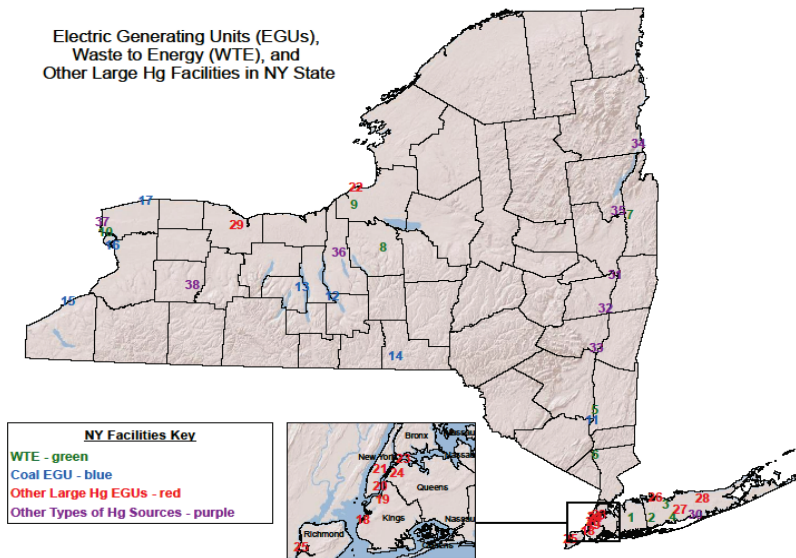 Electric Generating Units (EGUs),
Waste to Energy (WTE), and
Other Large Hg Facilities in NY State
34
17
22
9
35
7
37
10
29
16
8
36
31
38
13
12
15
32
33
14
5
11
6
NY Facilities Key
WTE - green
Coal EGU - blue
Other Large Hg EGUs - red
Other Types of Hg Sources - purple
Bronx
New York
21
24
Queens
20
19
18
Kings
Nassau
Richmond
25
26
28
3
27
1
2
4
30
25